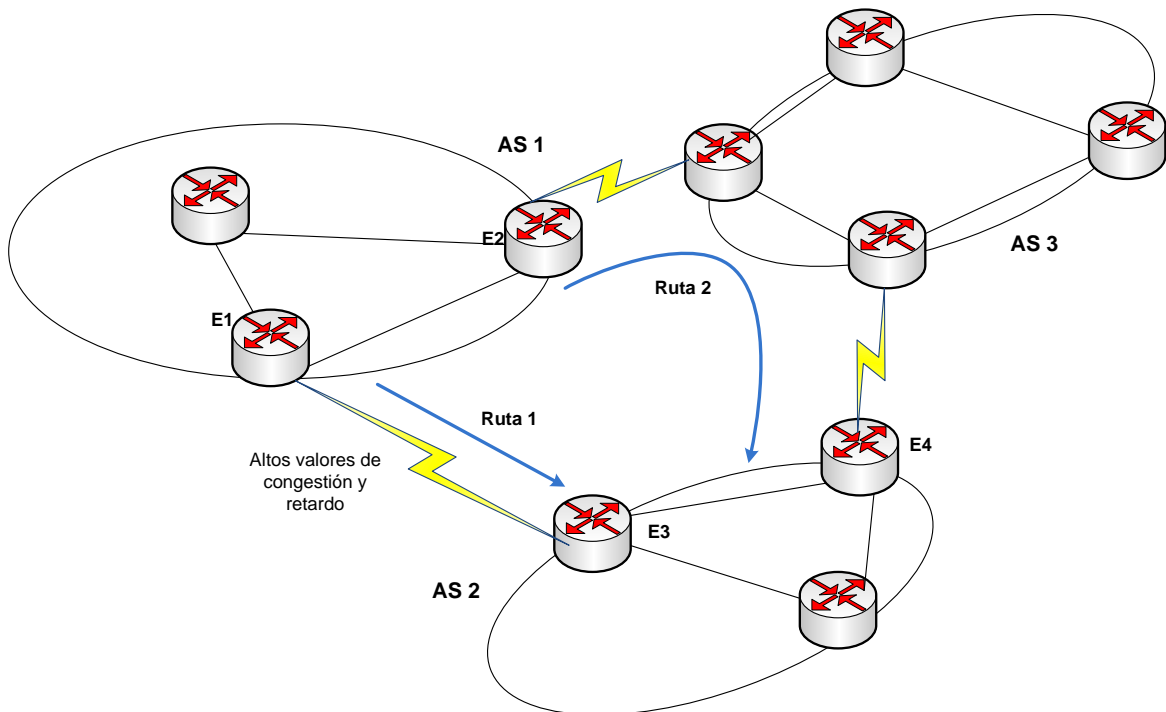 AS 1
E2
AS 3
Ruta 2
E1
Ruta 1
E4
Altos valores de
congestión y
retardo
E3
AS 2